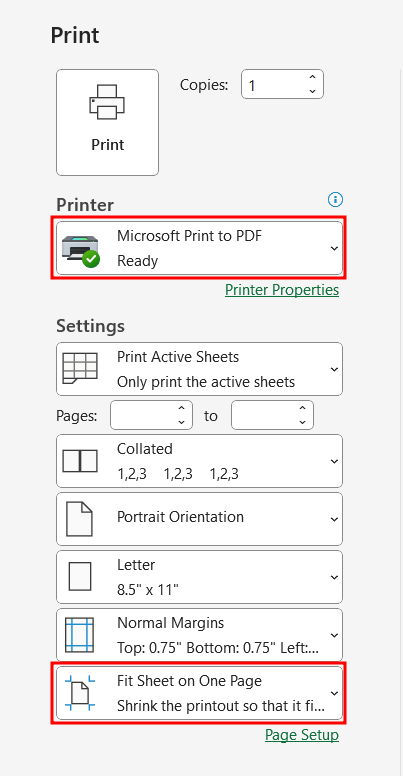 Print
Copies: 1
Print
Printer
Microsoft Print to PDF
Ready
Printer Properties
Settings
Print Active Sheets
Only print the active sheets
Pages: to
Collated
1,2,3 1,2,3 1,2,3
Portrait Orientation
Letter
8.5" x 11"
Normal Margins
Top: 0.75" Bottom: 0.75" Left:...
Fit Sheet on One Page
Shrink the printout so that it fi...
Page Setup